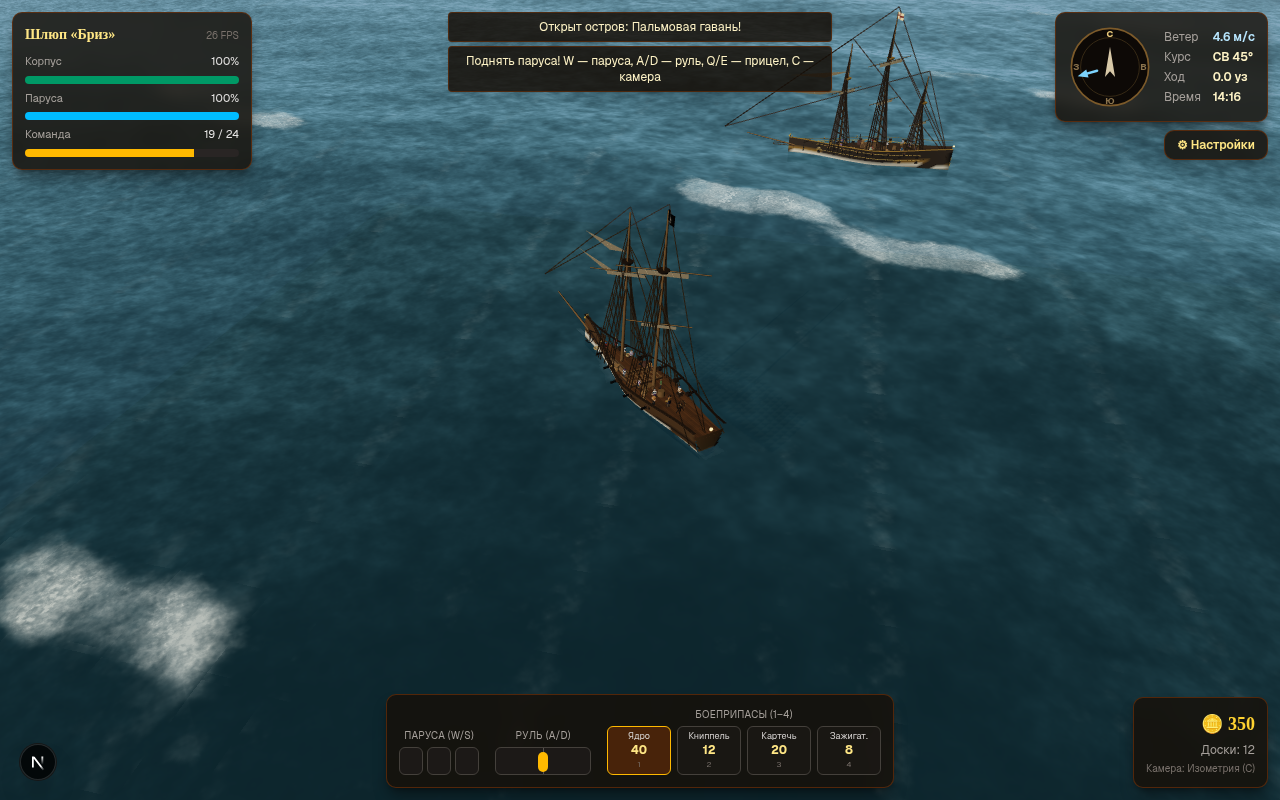 Шлюп «Бриз»
26 FPS
Корпус 100%
Паруса 100%
Команда 19 / 24
Открыт остров: Пальмовая гавань!
Поднять паруса! W — паруса, A/D — руль, Q/E — прицел, C —
камера
С
З
В
Ю
Ветер 4.6 м/с
Курс СВ 45°
Ход 0.0 уз
Время 14:16
⚙ Настройки
ПАРУСА (W/S)
РУЛЬ (A/D)
БОЕПРИПАСЫ (1–4)
Ядро
40
1
Книппель
12
2
Картечь
20
3
Зажигат.
8
4
350
Доски: 12
Камера: Изометрия (C)
N